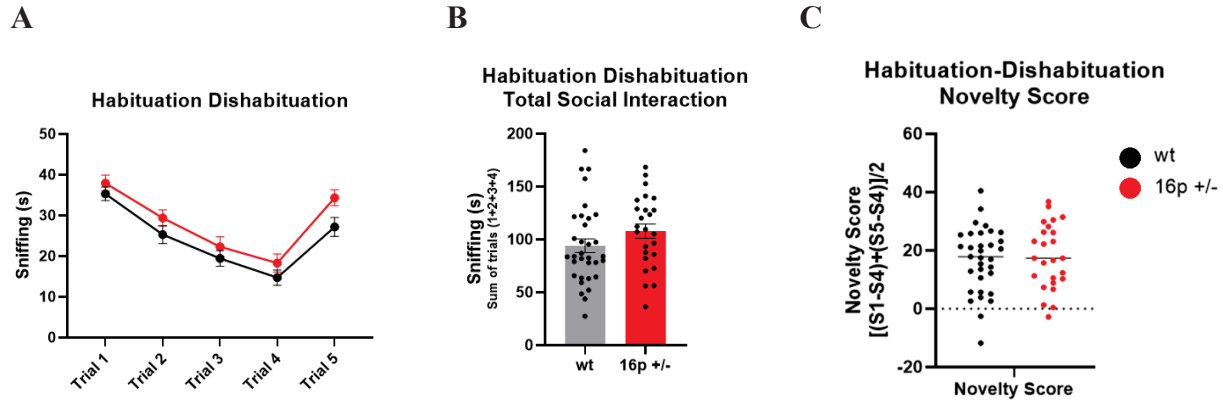 A
Habituation Dishabituation
Sniffing (s)
50
40
30
20
10
0
Trial 1
Trial 2
Trial 3
Trial 4
Trial 5
B
Habituation Dishabituation
Total Social Interaction
Sniffing (s)
Sum of trials (1+2+3+4)
200
150
100
50
0
wt
16p +/-
C
Habituation-Dishabituation
Novelty Score
Novelty Score
[(S1-S4)+(S5-S4)]/2
60
40
20
0
-20
Novelty Score
wt
16p +/-